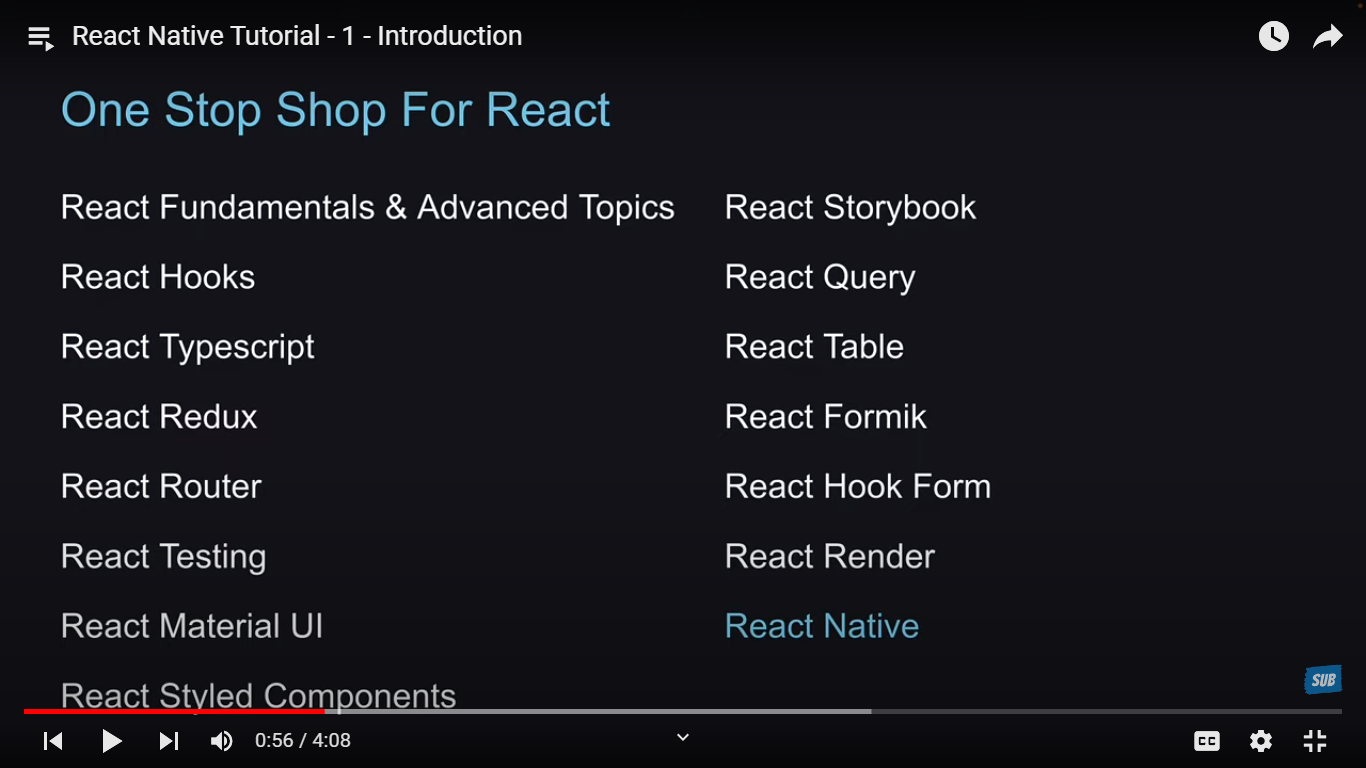 React Native Tutorial - 1 - Introduction
One Stop Shop For React
React Fundamentals & Advanced Topics
React Hooks
React Typescript
React Redux
React Router
React Testing
React Material UI
React Styled Components
React Storybook
React Query
React Table
React Formik
React Hook Form
React Render
React Native
SUB
0:56 / 4:08
CC